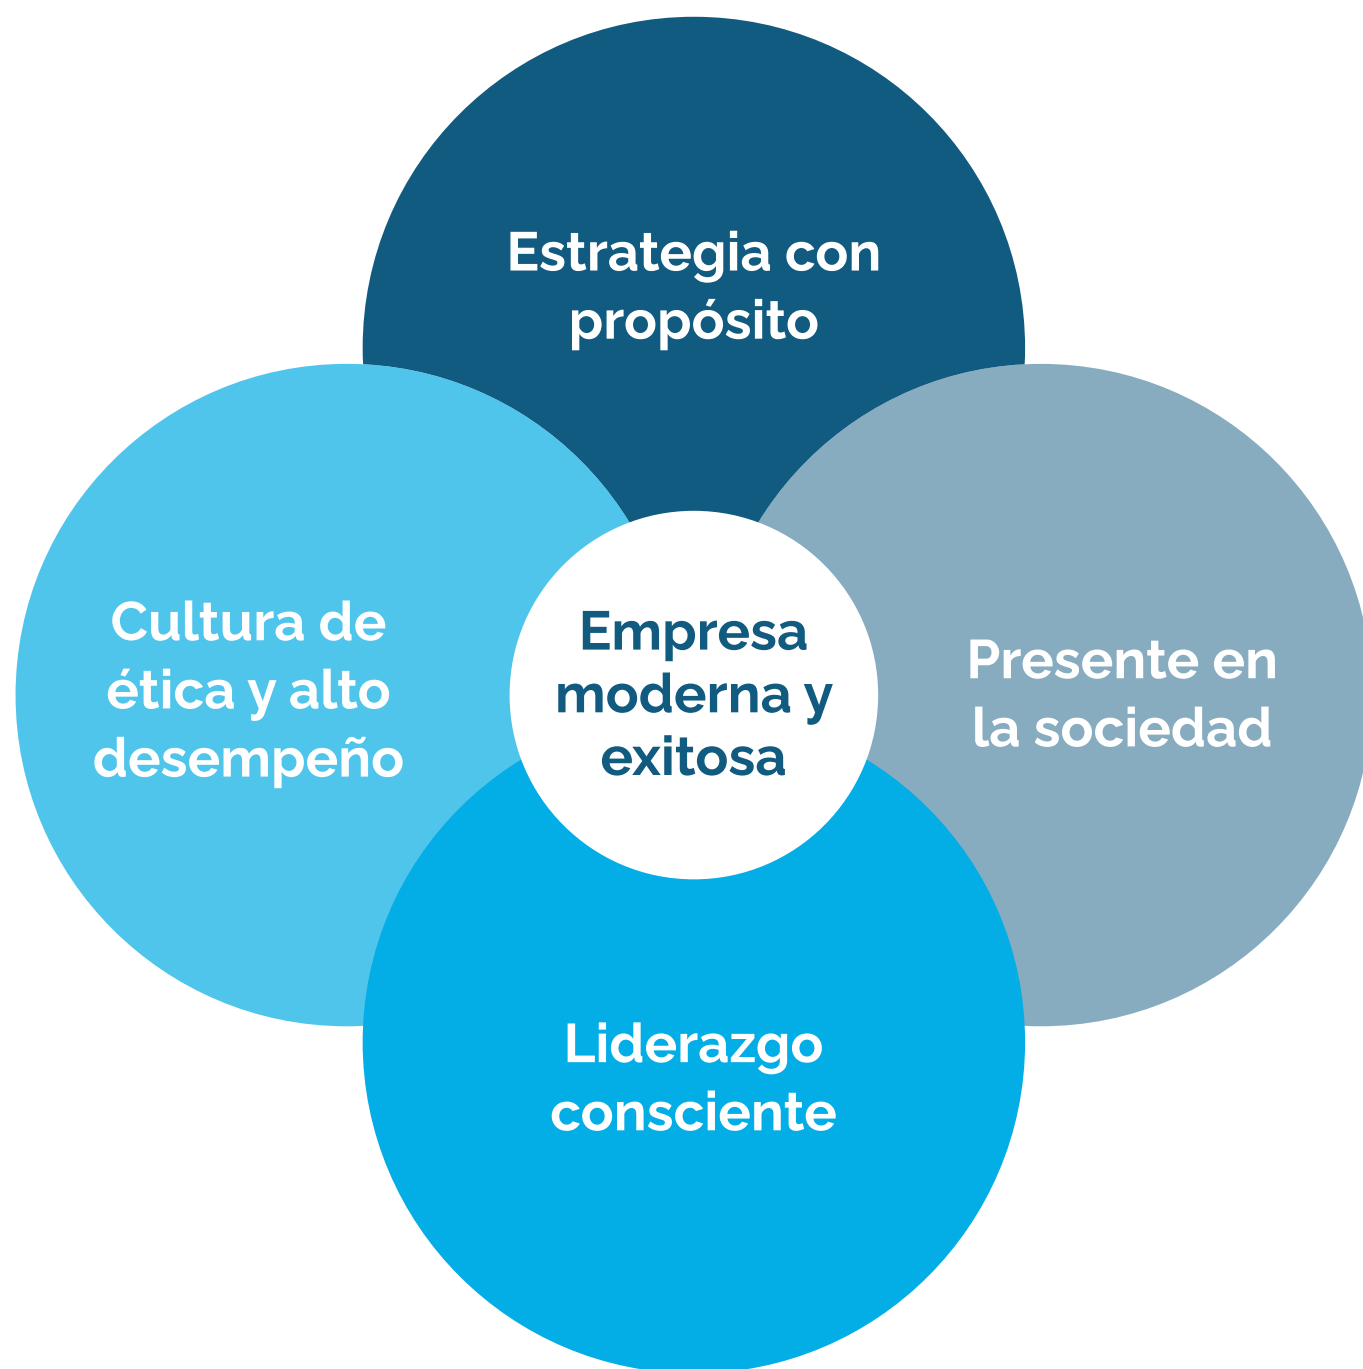 Estrategia con
propósito
Cultura de
ética y alto
desempeño
Empresa
moderna y
exitosa
Presente en
la sociedad
Liderazgo
consciente